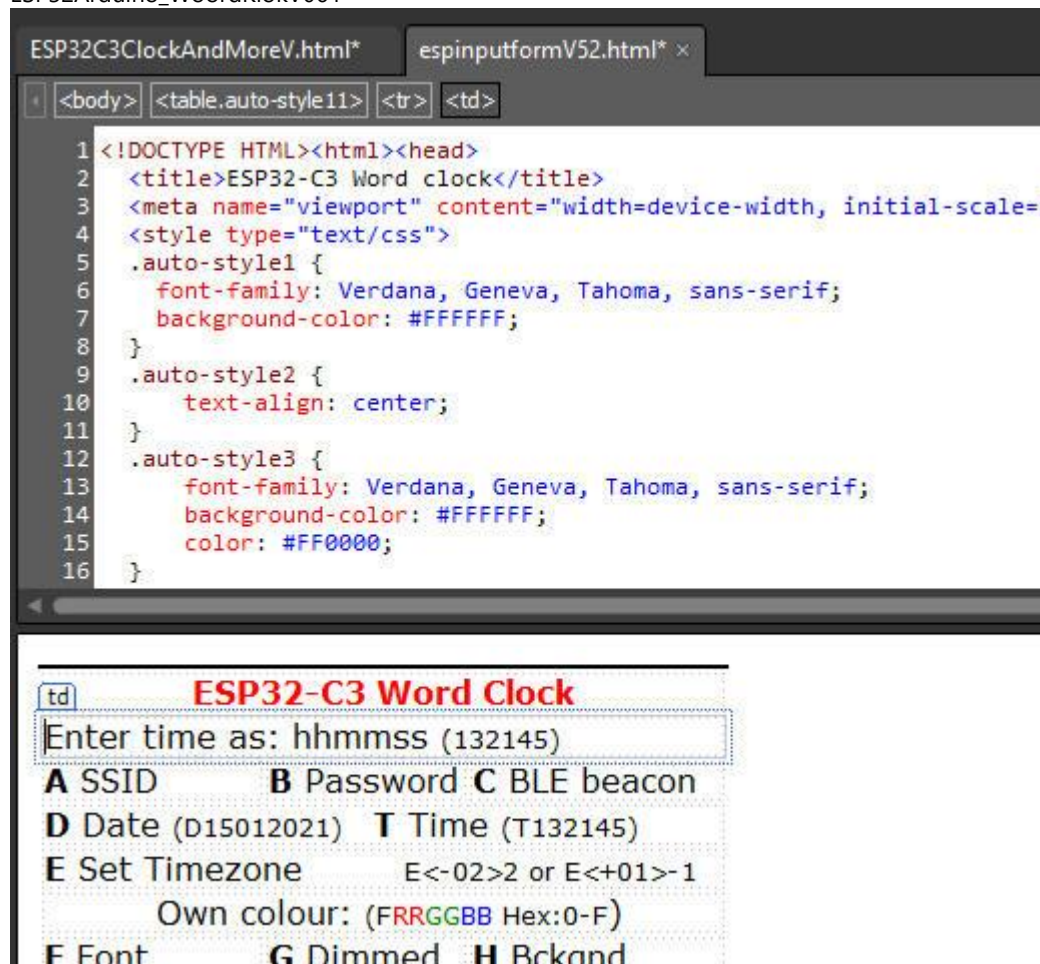 ESP32C3ClockAndMoreV.html* espinputformV52.html* ×
<body> <table.auto-style11> <tr> <td>
1 <!DOCTYPE HTML><html><head>
2 <title>ESP32-C3 Word clock</title>
3 <meta name="viewport" content="width=device-width, initial-scale=
4 <style type="text/css">
5 .auto-style1 {
6 font-family: Verdana, Geneva, Tahoma, sans-serif;
7 background-color: #FFFFFF;
8 }
9 .auto-style2 {
10 text-align: center;
11 }
12 .auto-style3 {
13 font-family: Verdana, Geneva, Tahoma, sans-serif;
14 background-color: #FFFFFF;
15 color: #FF0000;
16 }
td ESP32-C3 Word Clock
Enter time as: hhmmss (132145)
A SSID B Password C BLE beacon
D Date (D15012021) T Time (T132145)
E Set Timezone E<-02>2 or E<+01>-1
Own colour: (FRRGGBB Hex:0-F)
F Font G Dimmed H Bckgnd